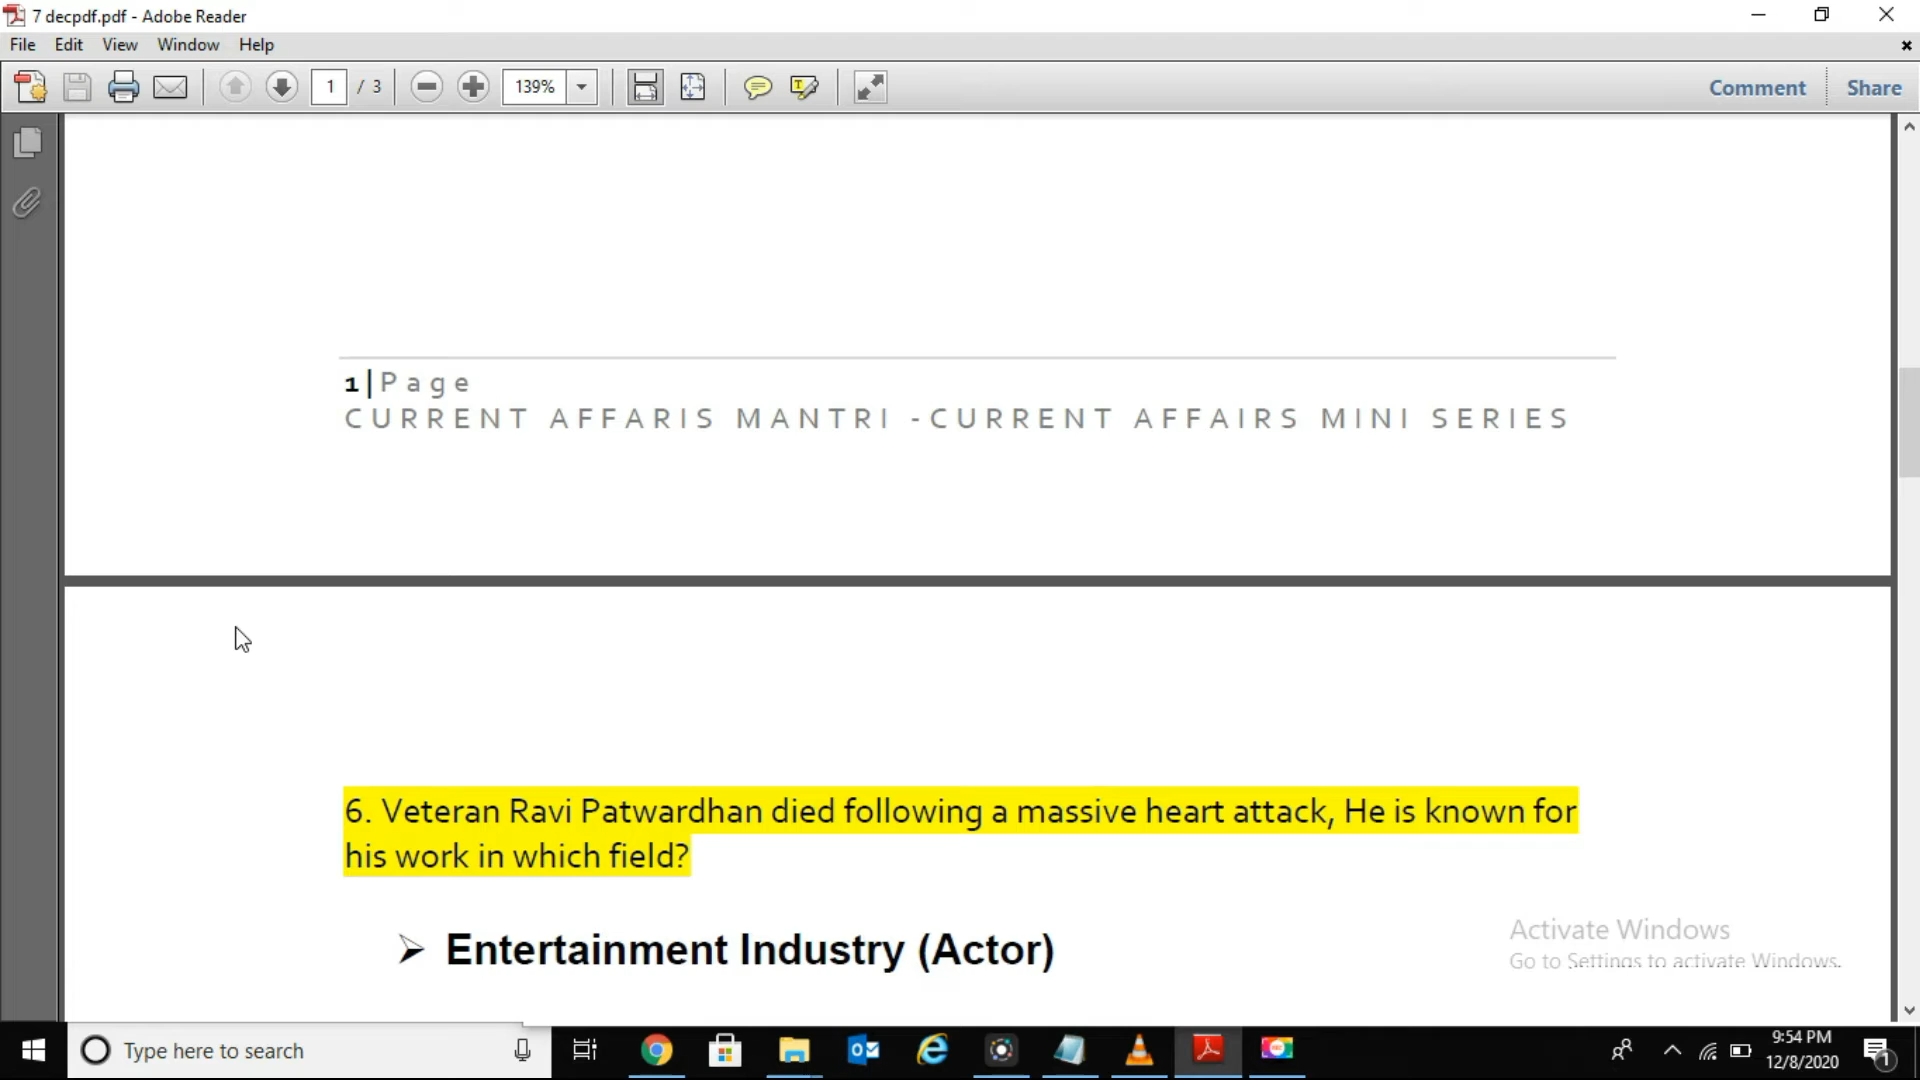 7 decpdf.pdf - Adobe Reader
File Edit View Window Help
1 / 3 139% Comment Share
1|Page
CURRENT AFFARIS MANTRI -CURRENT AFFAIRS MINI SERIES
6. Veteran Ravi Patwardhan died following a massive heart attack, He is known for
his work in which field?
➢ Entertainment Industry (Actor)
Activate Windows
Go to Settings to activate Windows.
Type here to search
9:54 PM
12/8/2020
1